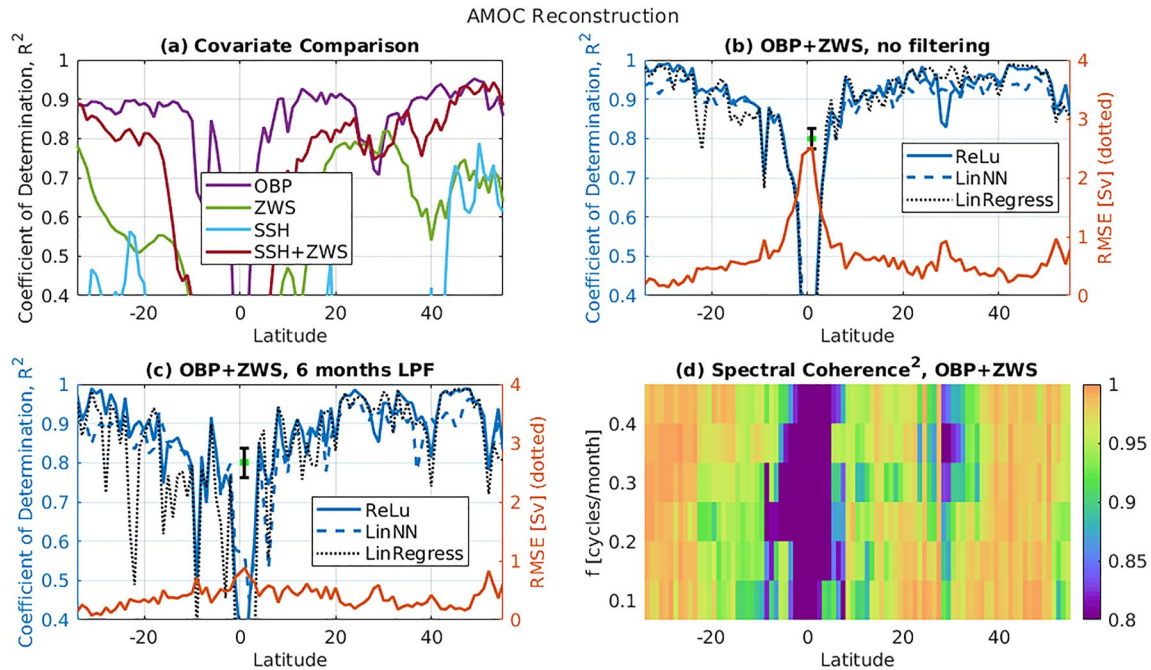 AMOC Reconstruction
(a) Covariate Comparison
Coefficient of Determination, R²
1
0.9
0.8
0.7
0.6
0.5
0.4
OBP
ZWS
SSH
SSH+ZWS
-20
0
20
40
Latitude
(b) OBP+ZWS, no filtering
Coefficient of Determination, R²
1
0.9
0.8
0.7
0.6
0.5
0.4
ReLu
LinNN
LinRegress
4
3
2
1
0
RMSE [Sv] (dotted)
-20
0
20
40
Latitude
(c) OBP+ZWS, 6 months LPF
Coefficient of Determination, R²
1
0.9
0.8
0.7
0.6
0.5
0.4
ReLu
LinNN
LinRegress
4
3
2
1
0
RMSE [Sv] (dotted)
-20
0
20
40
Latitude
(d) Spectral Coherence², OBP+ZWS
f [cycles/month]
0.4
0.3
0.2
0.1
1
0.95
0.9
0.85
0.8
-20
0
20
40
Latitude